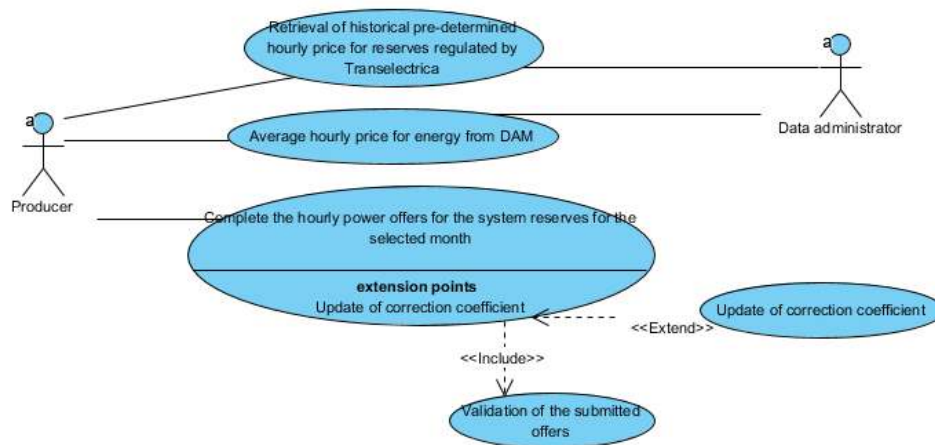 Retrieval of historical pre-determined
hourly price for reserves regulated by
Transelectrica
a
Data administrator
a
Average hourly price for energy from DAM
Producer
Complete the hourly power offers for the system reserves for the
selected month
extension points
Update of correction coefficient
Update of correction coefficient
<<Extend>>
<<Include>>
Validation of the submitted
offers